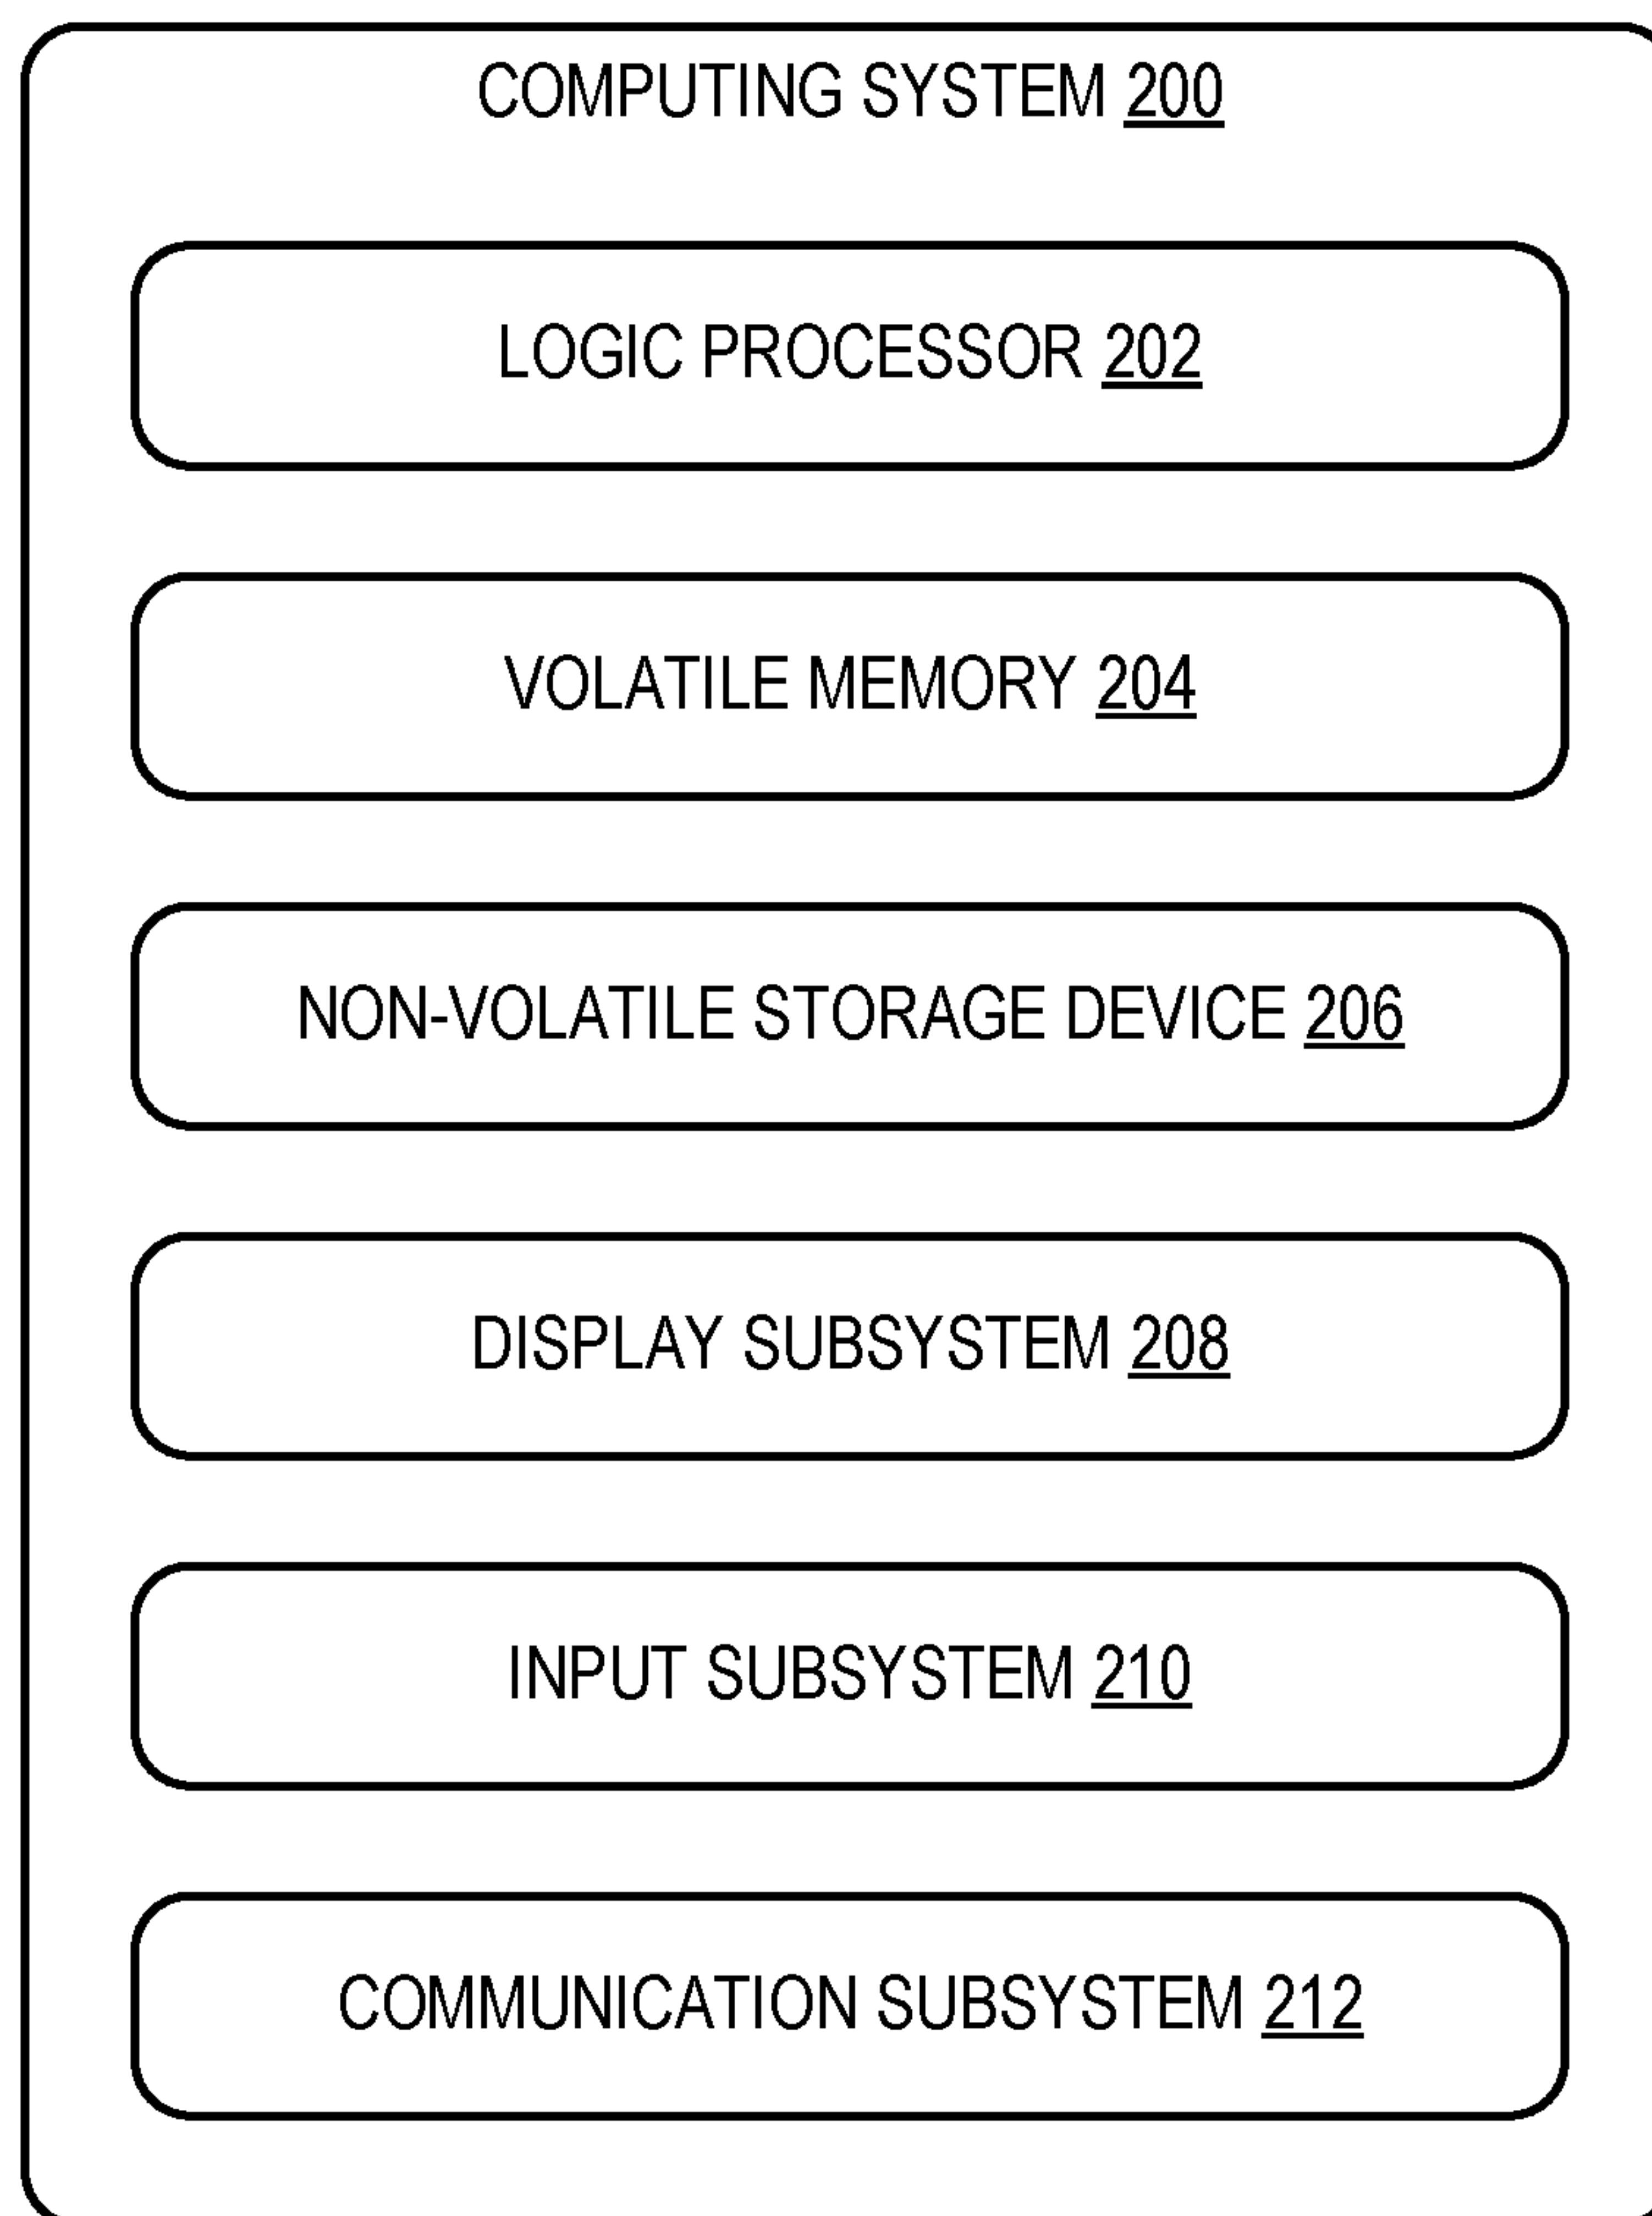 COMPUTING SYSTEM 200
LOGIC PROCESSOR 202
VOLATILE MEMORY 204
NON-VOLATILE STORAGE DEVICE 206
DISPLAY SUBSYSTEM 208
INPUT SUBSYSTEM 210
COMMUNICATION SUBSYSTEM 212